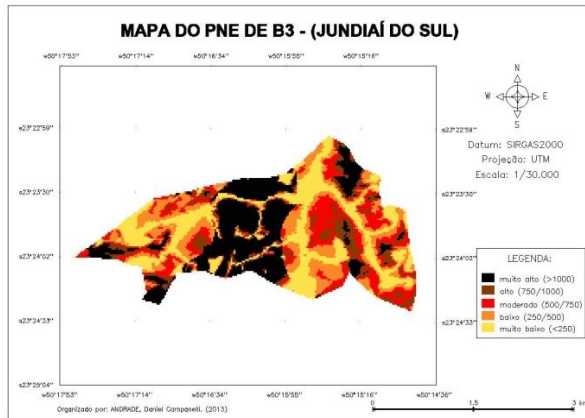 MAPA DO PNE DE B3 - (JUNDIAÍ DO SUL)
w50°17'53" w50°17'14" w50°16'34" w50°15'55" w50°15'16"
N
W E
S
s23°22'59" s23°22'59"
Datum: SIRGAS2000
Projeção: UTM
Escala: 1/30.000
s23°23'30" s23°23'30"
s23°24'02" s23°24'02"
LEGENDA:
muito alto (>1000)
alto (750/1000)
moderado (500/750)
baixo (250/500)
muito baixo (<250)
s23°24'33" s23°24'33"
s23°25'04"
w50°17'53" w50°17'14" w50°16'34" w50°15'55" w50°15'16" w50°14'36"
Organizado por: ANDRADE, Daniel Campanelli. (2013)
0 1.5 3 km